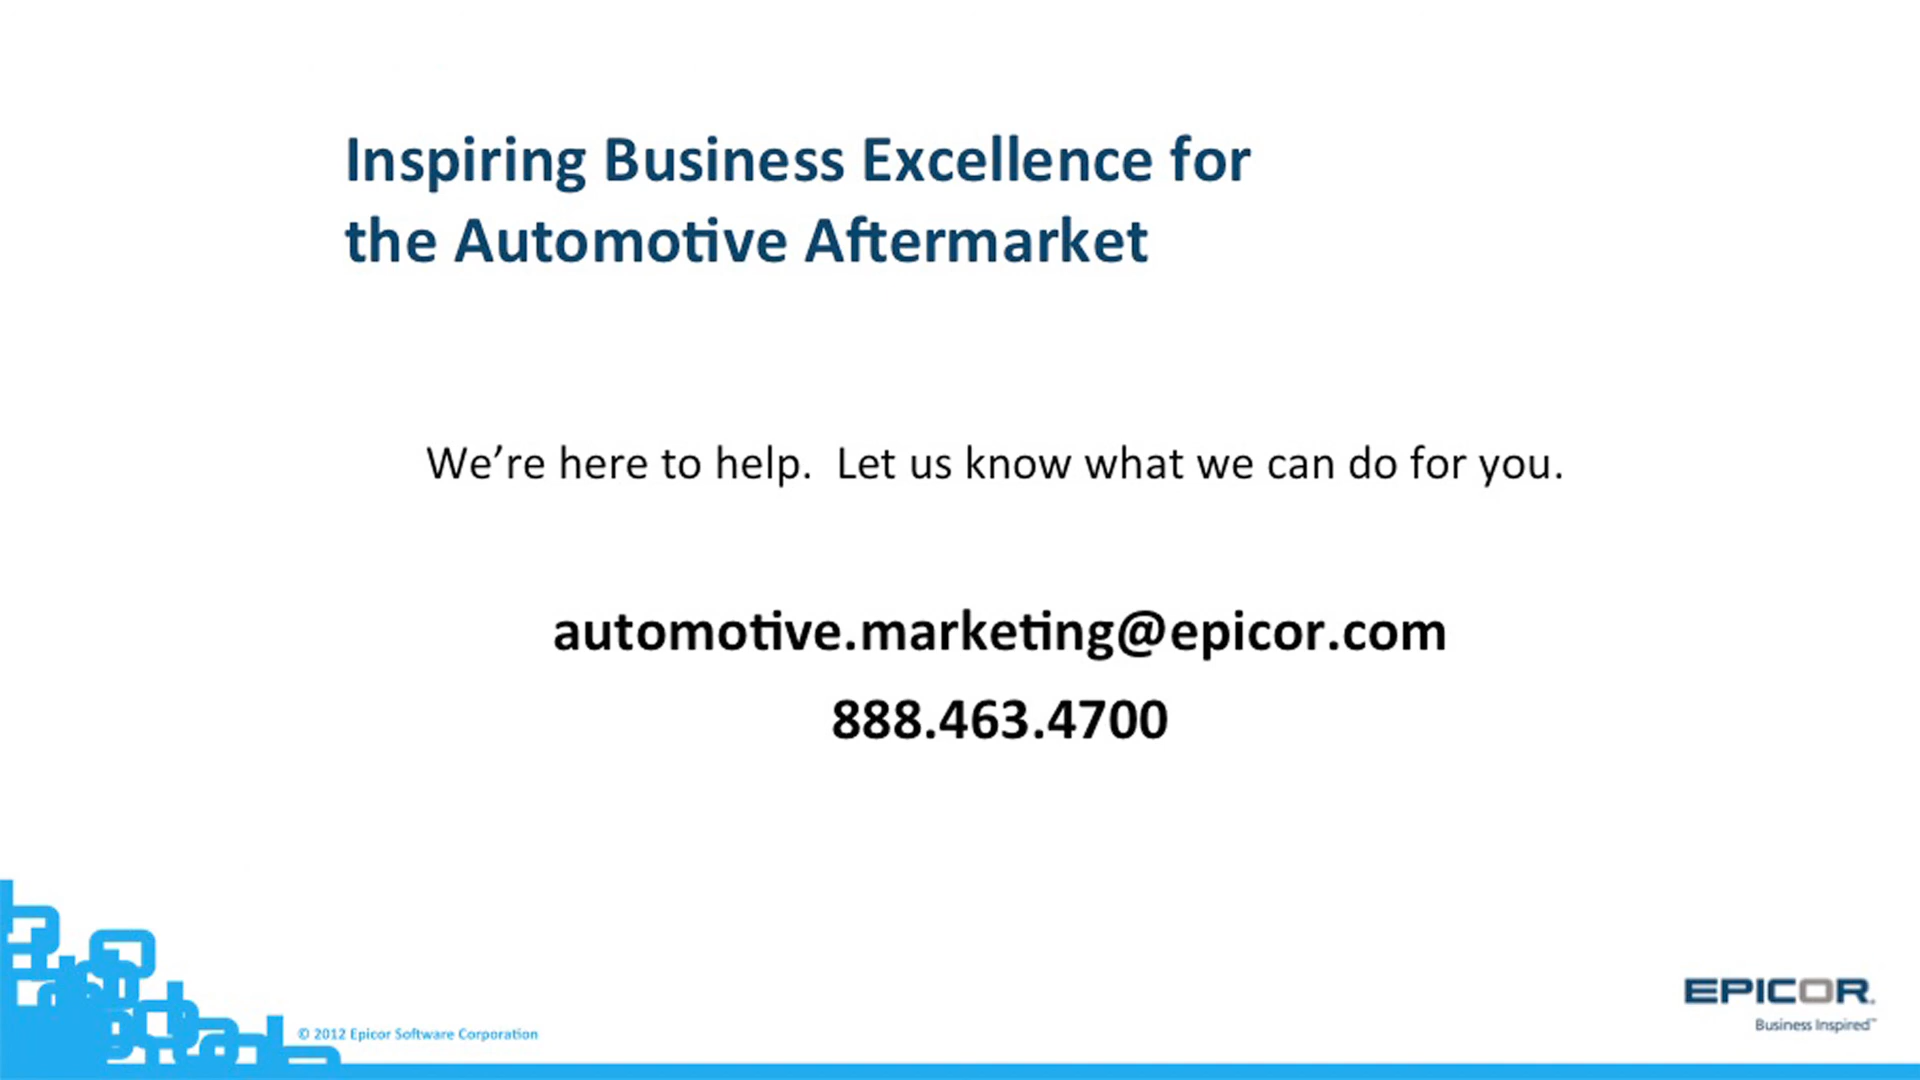 Inspiring Business Excellence for
the Automotive Aftermarket
We’re here to help.  Let us know what we can do for you.
automotive.marketing@epicor.com
888.463.4700
© 2012 Epicor Software Corporation
EPICOR.
Business Inspired™